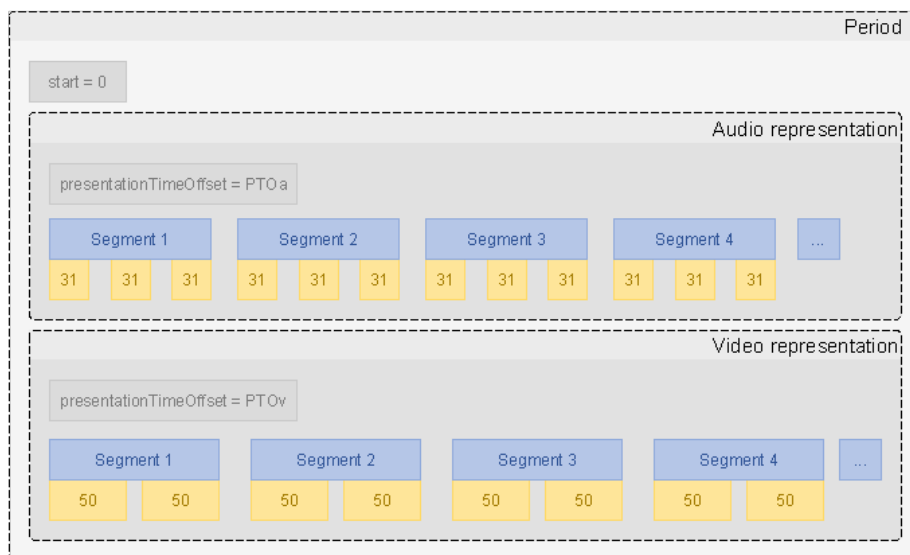 Period
start = 0
Audio representation
presentationTimeOffset = PTOa
Segment 1 Segment 2 Segment 3 Segment 4 ...
31 31 31 31 31 31 31 31 31 31 31 31
Video representation
presentationTimeOffset = PTOv
Segment 1 Segment 2 Segment 3 Segment 4 ...
50 50 50 50 50 50 50 50